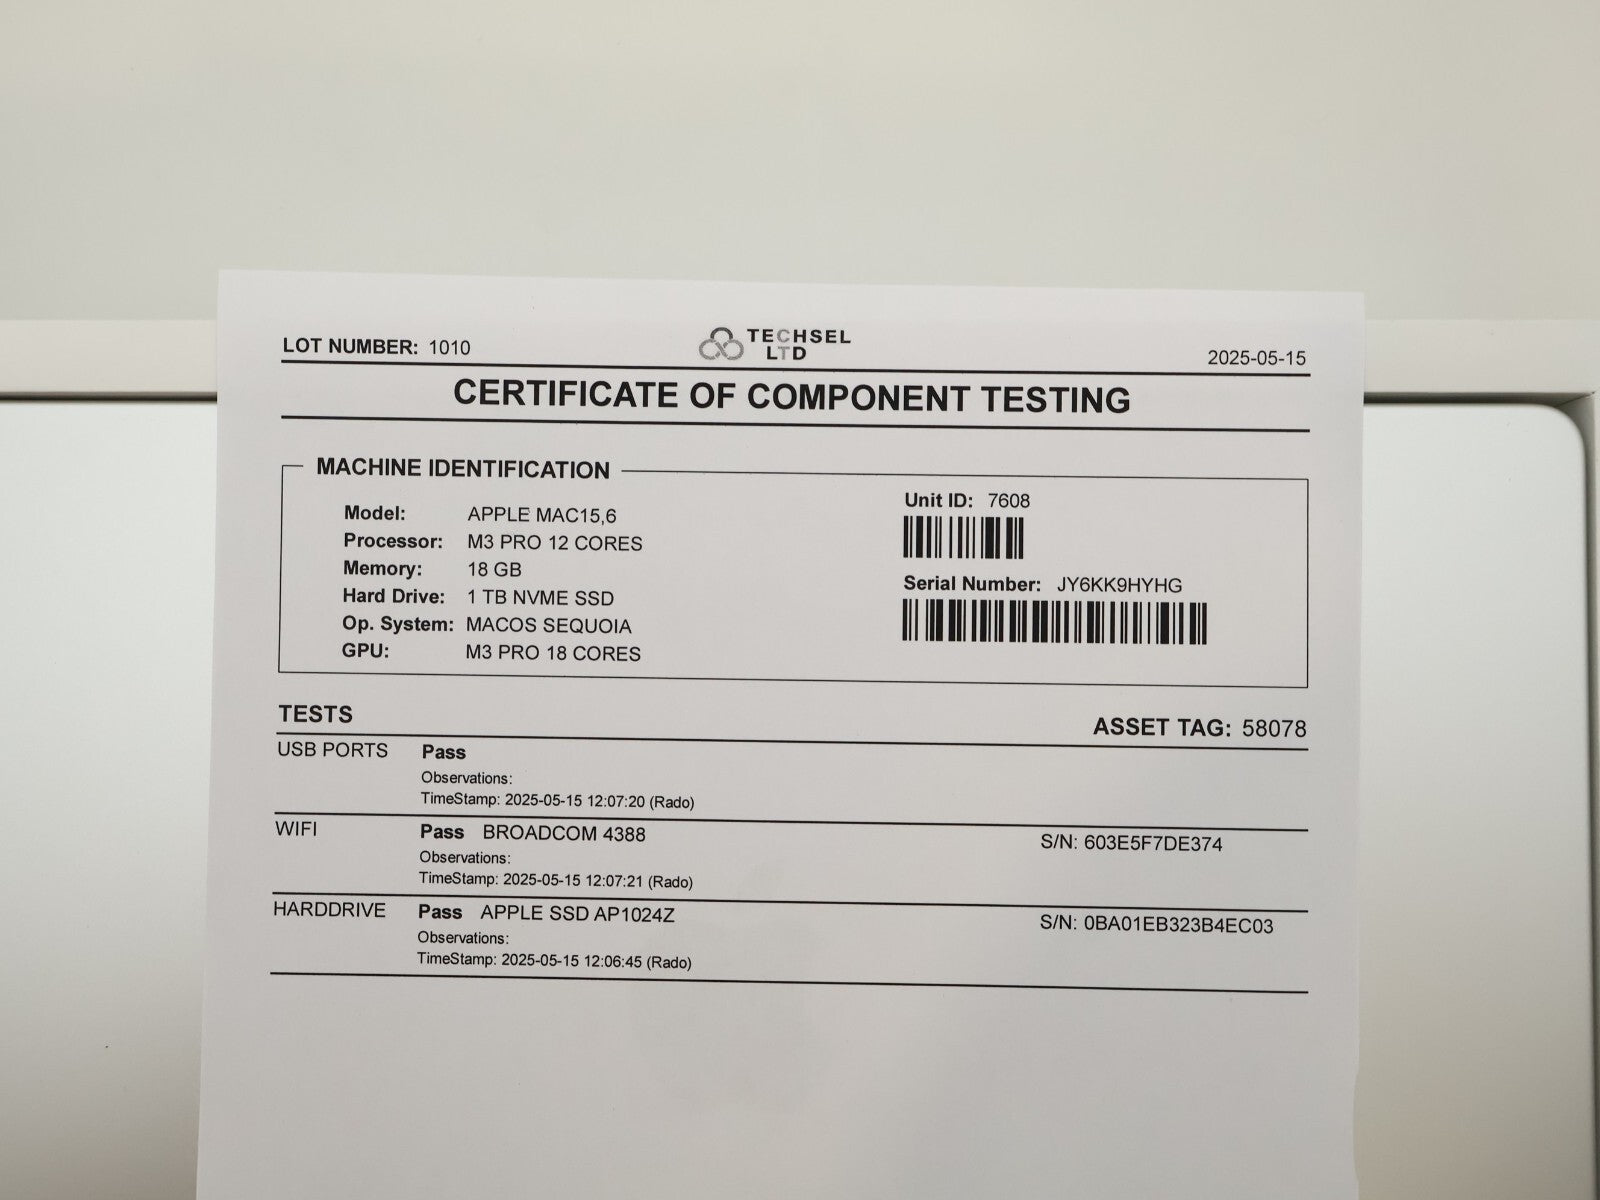 LOT NUMBER: 1010
TECHSEL
LTD
2025-05-15
CERTIFICATE OF COMPONENT TESTING
MACHINE IDENTIFICATION
Model: APPLE MAC15,6
Processor: M3 PRO 12 CORES
Memory: 18 GB
Hard Drive: 1 TB NVME SSD
Op. System: MACOS SEQUOIA
GPU: M3 PRO 18 CORES
Unit ID: 7608
Serial Number: JY6KK9HYHG
TESTS
ASSET TAG: 58078
USB PORTS Pass
Observations:
TimeStamp: 2025-05-15 12:07:20 (Rado)
WIFI Pass BROADCOM 4388 S/N: 603E5F7DE374
Observations:
TimeStamp: 2025-05-15 12:07:21 (Rado)
HARDDRIVE Pass APPLE SSD AP1024Z S/N: 0BA01EB323B4EC03
Observations:
TimeStamp: 2025-05-15 12:06:45 (Rado)